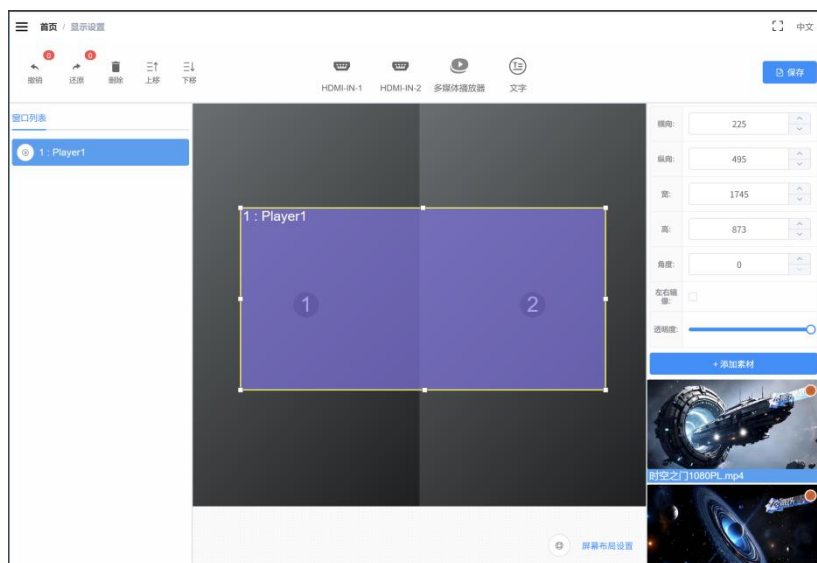 首页 / 显示设置
中文
0
0
撤销
还原
删除
上移
下移
HDMI-IN-1
HDMI-IN-2
多媒体播放器
文字
保存
窗口列表
1 : Player1
1 : Player1
1
2
横向: 225
纵向: 495
宽: 1745
高: 873
角度: 0
左右镜
像:
透明度:
+ 添加素材
时空之门1080PL.mp4
屏幕布局设置